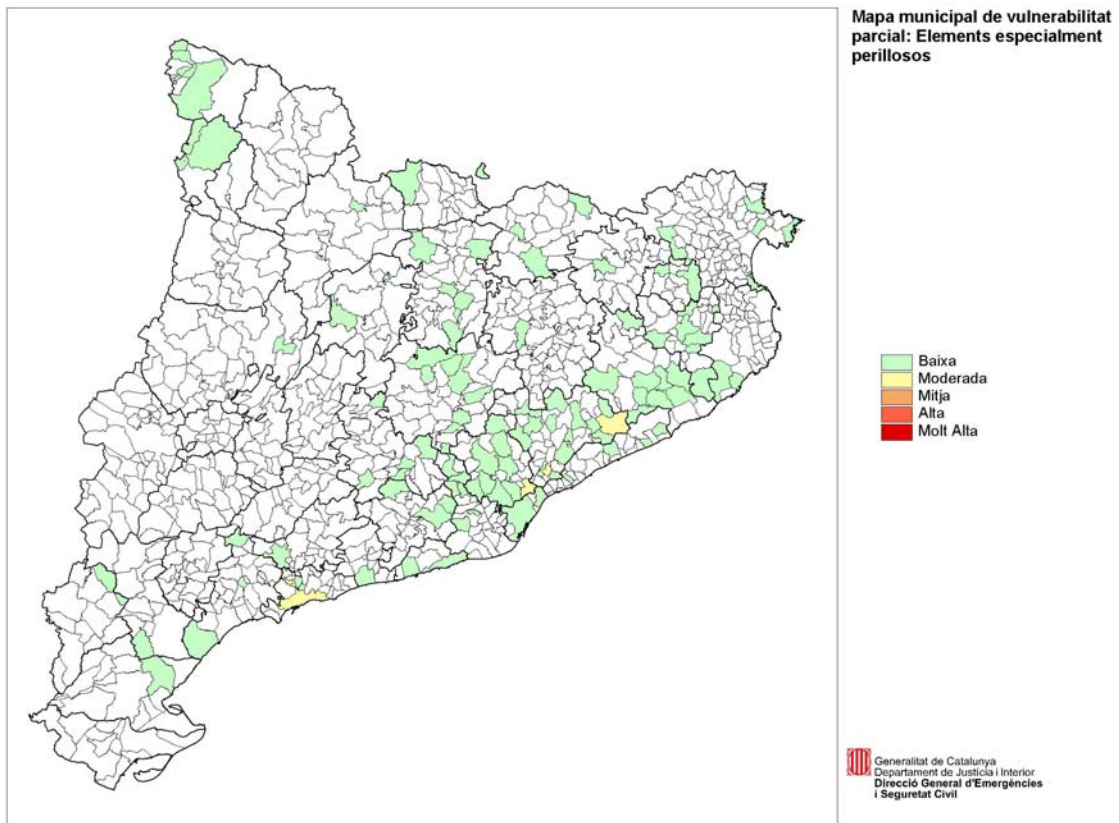 Mapa municipal de vulnerabilitat
parcial: Elements especialment
perillosos
Baixa
Moderada
Mitja
Alta
Molt Alta
Generalitat de Catalunya
Departament de Justícia i Interior
Direcció General d'Emergències
i Seguretat Civil